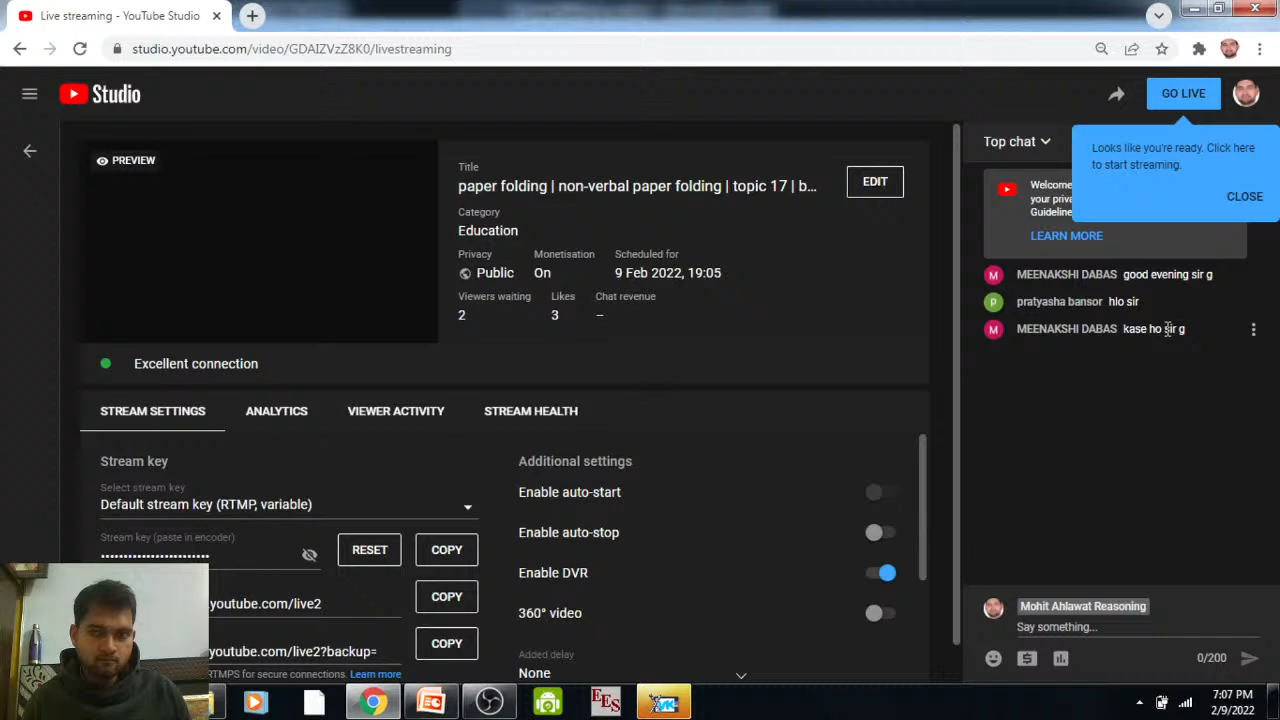 Live streaming - YouTube Studio
studio.youtube.com/video/GDAIZVzZ8K0/livestreaming
Studio
GO LIVE
PREVIEW
Title
paper folding | non-verbal paper folding | topic 17 | b...
EDIT
Category
Education
Privacy Monetisation Scheduled for
Public On 9 Feb 2022, 19:05
Viewers waiting Likes Chat revenue
2 3 –
Excellent connection
STREAM SETTINGS ANALYTICS VIEWER ACTIVITY STREAM HEALTH
Stream key
Select stream key
Default stream key (RTMP, variable)
Stream key (paste in encoder)
RESET COPY
youtube.com/live2
COPY
youtube.com/live2?backup=
COPY
RTMPS for secure connections. Learn more
Additional settings
Enable auto-start
Enable auto-stop
Enable DVR
360° video
Added delay
None
Top chat
Looks like you're ready. Click here
to start streaming.
CLOSE
Welcome
your priva
Guideline
LEARN MORE
M MEENAKSHI DABAS good evening sir g
P pratyasha bansor hlo sir
M MEENAKSHI DABAS kase ho sir g
Mohit Ahlawat Reasoning
Say something...
0/200
EES
7:07 PM
2/9/2022